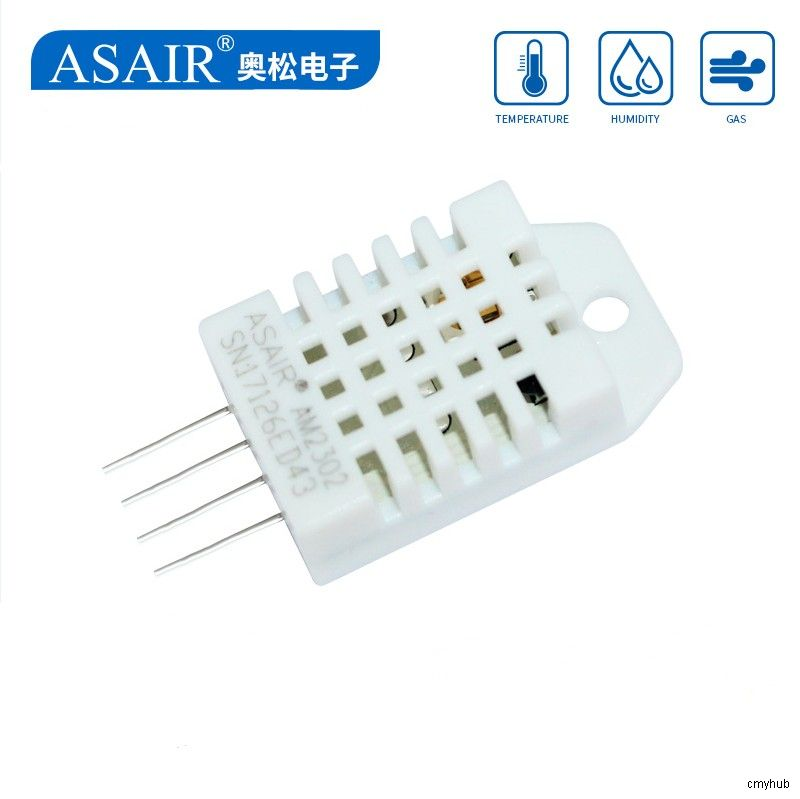 ASAIR® 奥松电子
TEMPERATURE
HUMIDITY
GAS
ASAIR® AM2302
SN17126ED43
cmyhub